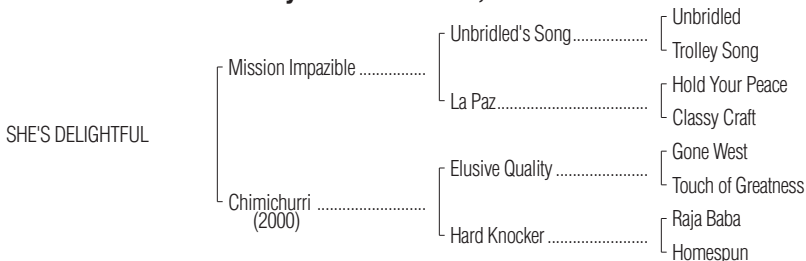 Unbridled
Unbridled's Song
Trolley Song
Mission Impazible
Hold Your Peace
La Paz
Classy Craft
SHE'S DELIGHTFUL
Gone West
Elusive Quality
Touch of Greatness
Chimichurri
(2000)
Raja Baba
Hard Knocker
Homespun